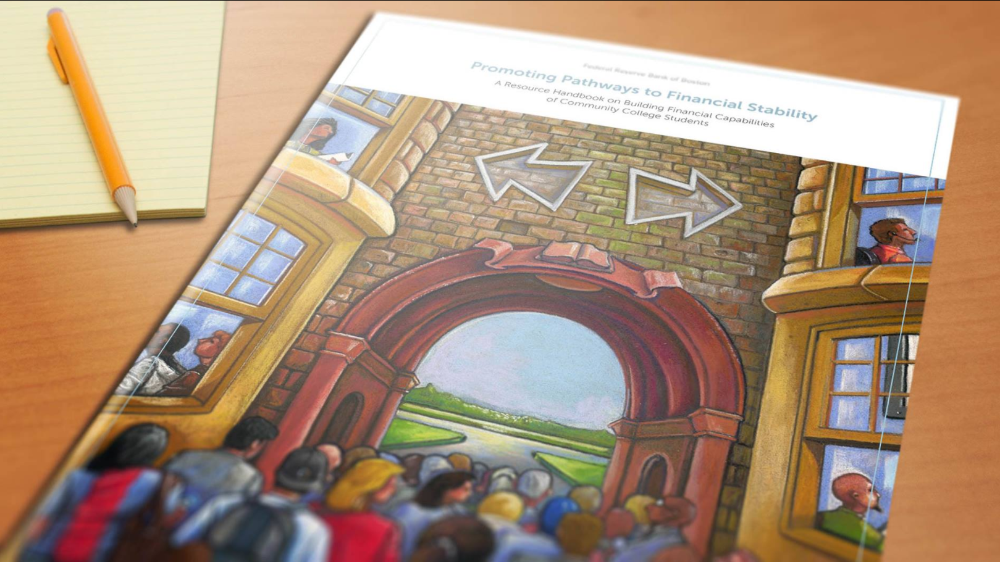 Federal Reserve Bank of Boston
Promoting Pathways to Financial Stability
A Resource Handbook on Building Financial Capabilities
of Community College Students